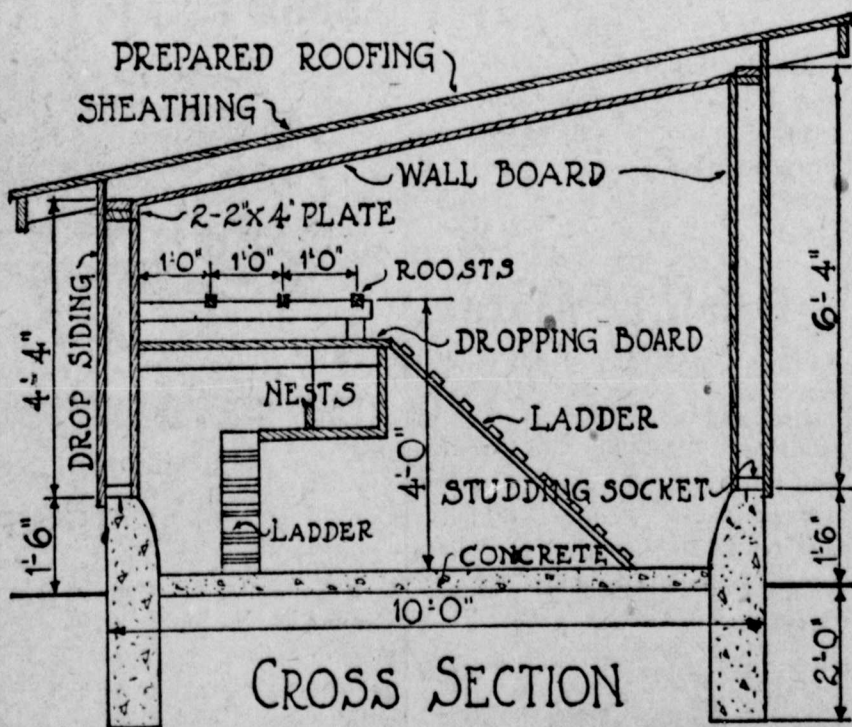 PREPARED ROOFING
SHEATHING
WALL BOARD
2-2"X4' PLATE
1'0" 1'0" 1'0"
ROOSTS
DROP SIDING
4'-4"
6'-4"
DROPPING BOARD
NESTS
LADDER
4'-0"
STUDDING SOCKET
LADDER
CONCRETE
1'-6"
1'-6"
10'-0"
2'-0"
CROSS SECTION